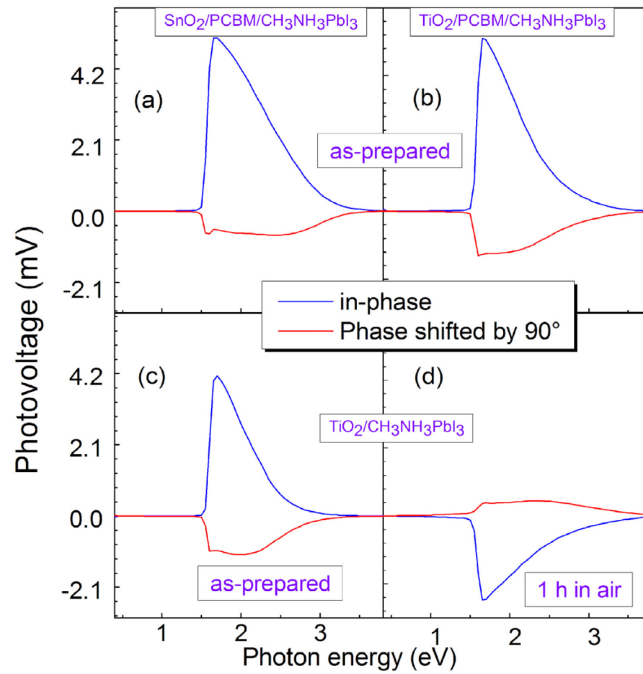 SnO2/PCBM/CH3NH3PbI3
TiO2/PCBM/CH3NH3PbI3
(a)
(b)
as-prepared
4.2
2.1
0.0
-2.1
in-phase
Phase shifted by 90°
(c)
(d)
TiO2/CH3NH3PbI3
4.2
2.1
0.0
-2.1
as-prepared
1 h in air
1
2
3
1
2
3
Photon energy (eV)
Photovoltage (mV)